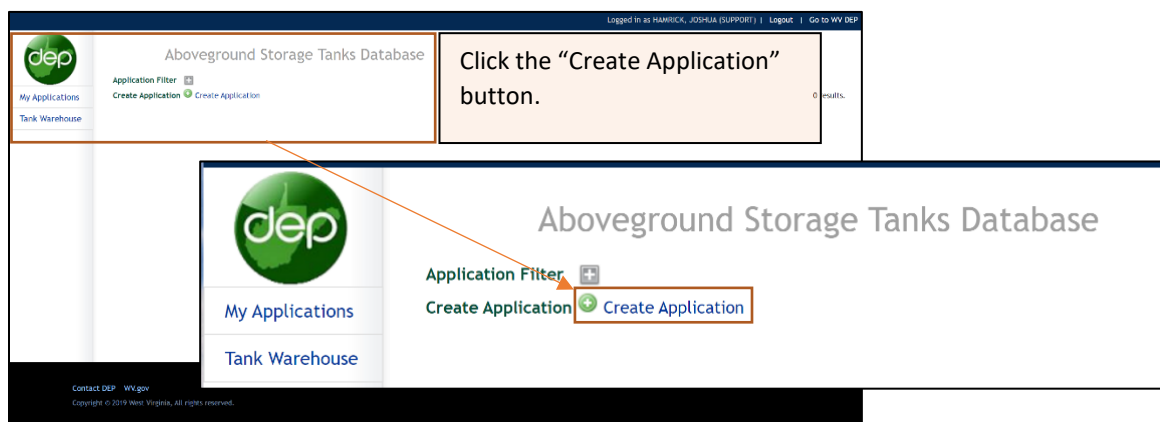 Logged in as HAMRICK, JOSHUA (SUPPORT) | Logout | Go to WV DEP
dep
Aboveground Storage Tanks Database
Application Filter
Create Application Create Application
My Applications
Tank Warehouse
Click the “Create Application”
button.
0 results.
dep
Aboveground Storage Tanks Database
Application Filter
Create Application Create Application
My Applications
Tank Warehouse
Contact DEP WV.gov
Copyright © 2019 West Virginia, All rights reserved.